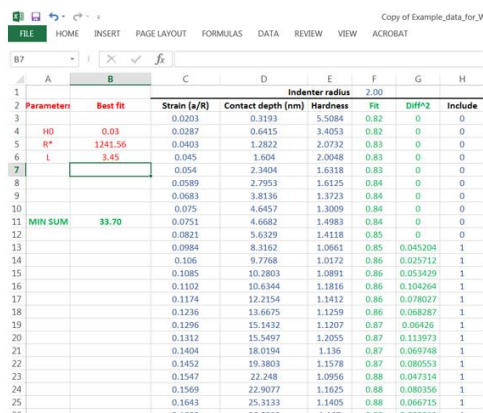 Copy of Example_data_for_W
FILE HOME INSERT PAGE LAYOUT FORMULAS DATA REVIEW VIEW ACROBAT
B7 fx
A B C D E F G H
1 Indenter radius 2.00
2 Parameters Best fit Strain (a/R) Contact depth (nm) Hardness Fit Diff^2 Include
3 0.0203 0.3193 5.5084 0.82 0 0
4 H0 0.03 0.0287 0.6415 3.4053 0.82 0 0
5 R* 1241.56 0.0403 1.2822 2.0732 0.83 0 0
6 L 3.45 0.045 1.604 2.0048 0.83 0 0
7 0.054 2.3404 1.6318 0.83 0 0
8 0.0589 2.7953 1.6125 0.84 0 0
9 0.0683 3.8136 1.3723 0.84 0 0
10 0.075 4.6457 1.3009 0.84 0 0
11 MIN SUM 33.70 0.0751 4.6682 1.4983 0.84 0 0
12 0.0821 5.6329 1.4118 0.85 0 0
13 0.0984 8.3162 1.0661 0.85 0.045204 1
14 0.106 9.7768 1.0172 0.86 0.025712 1
15 0.1085 10.2803 1.0891 0.86 0.053429 1
16 0.1102 10.6344 1.1816 0.86 0.104264 1
17 0.1174 12.2154 1.1412 0.86 0.078027 1
18 0.1236 13.6675 1.1259 0.86 0.068287 1
19 0.1296 15.1432 1.1207 0.87 0.06426 1
20 0.1312 15.5497 1.2055 0.87 0.113973 1
21 0.1404 18.0194 1.136 0.87 0.069748 1
22 0.1452 19.3803 1.1578 0.87 0.080553 1
23 0.1547 22.248 1.0956 0.88 0.047314 1
24 0.1569 22.9077 1.1625 0.88 0.080356 1
25 0.1643 25.3133 1.1405 0.88 0.066715 1